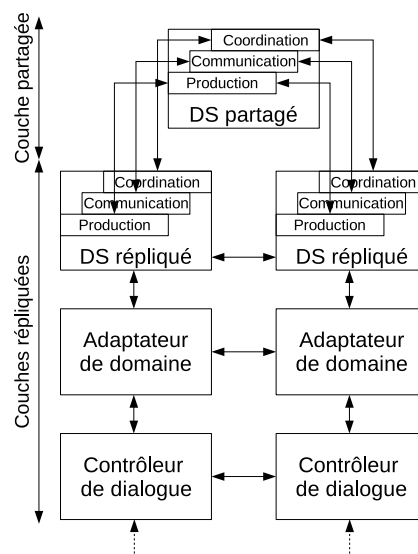 Couche partagée
Coordination
Communication
Production
DS partagé
Couches répliquées
Coordination
Communication
Production
DS répliqué
Coordination
Communication
Production
DS répliqué
Adaptateur
de domaine
Adaptateur
de domaine
Contrôleur
de dialogue
Contrôleur
de dialogue